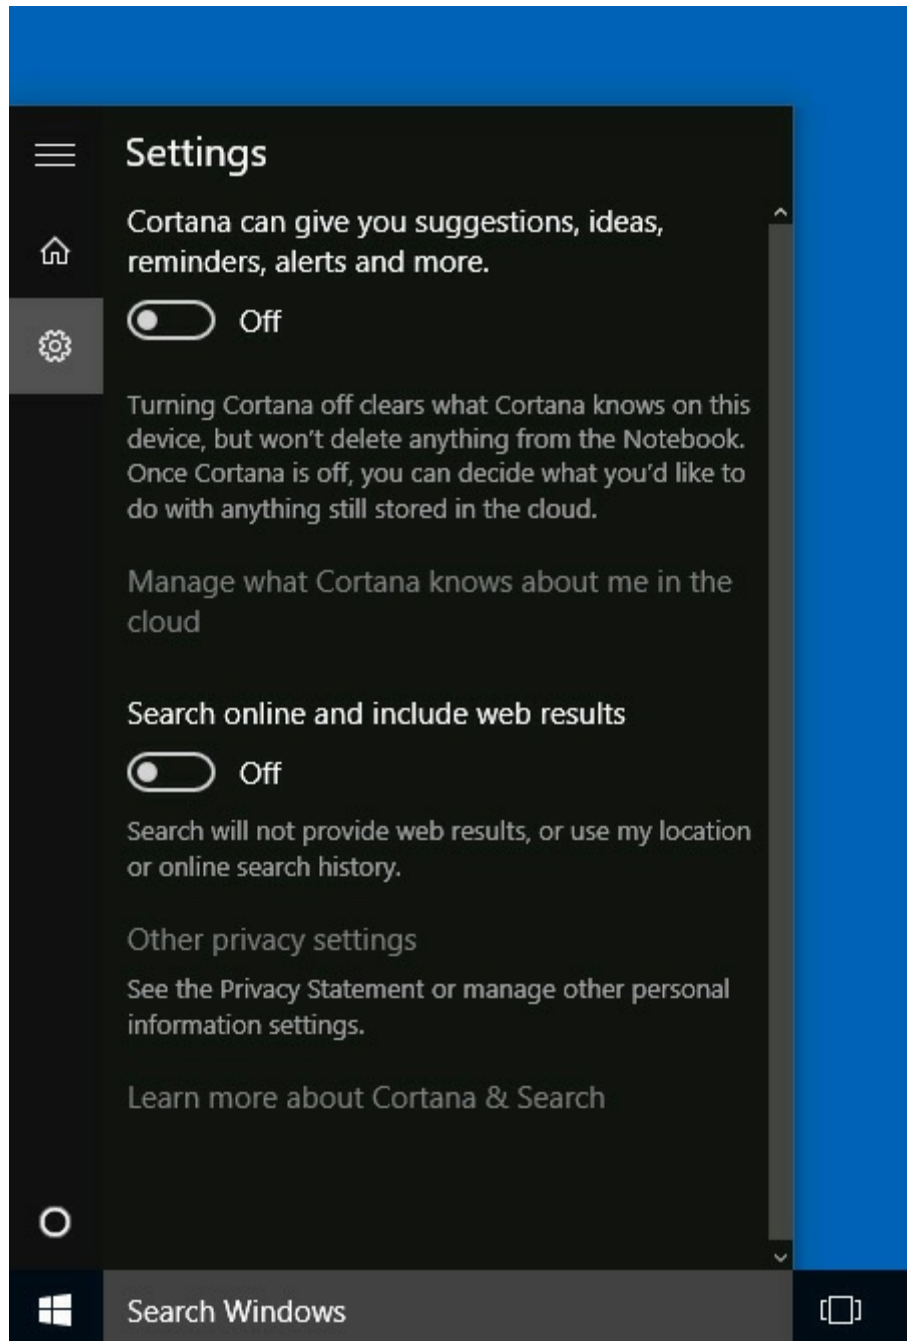 Settings
Cortana can give you suggestions, ideas,
reminders, alerts and more.
Off
Turning Cortana off clears what Cortana knows on this
device, but won't delete anything from the Notebook.
Once Cortana is off, you can decide what you'd like to
do with anything still stored in the cloud.
Manage what Cortana knows about me in the
cloud
Search online and include web results
Off
Search will not provide web results, or use my location
or online search history.
Other privacy settings
See the Privacy Statement or manage other personal
information settings.
Learn more about Cortana & Search
Search Windows